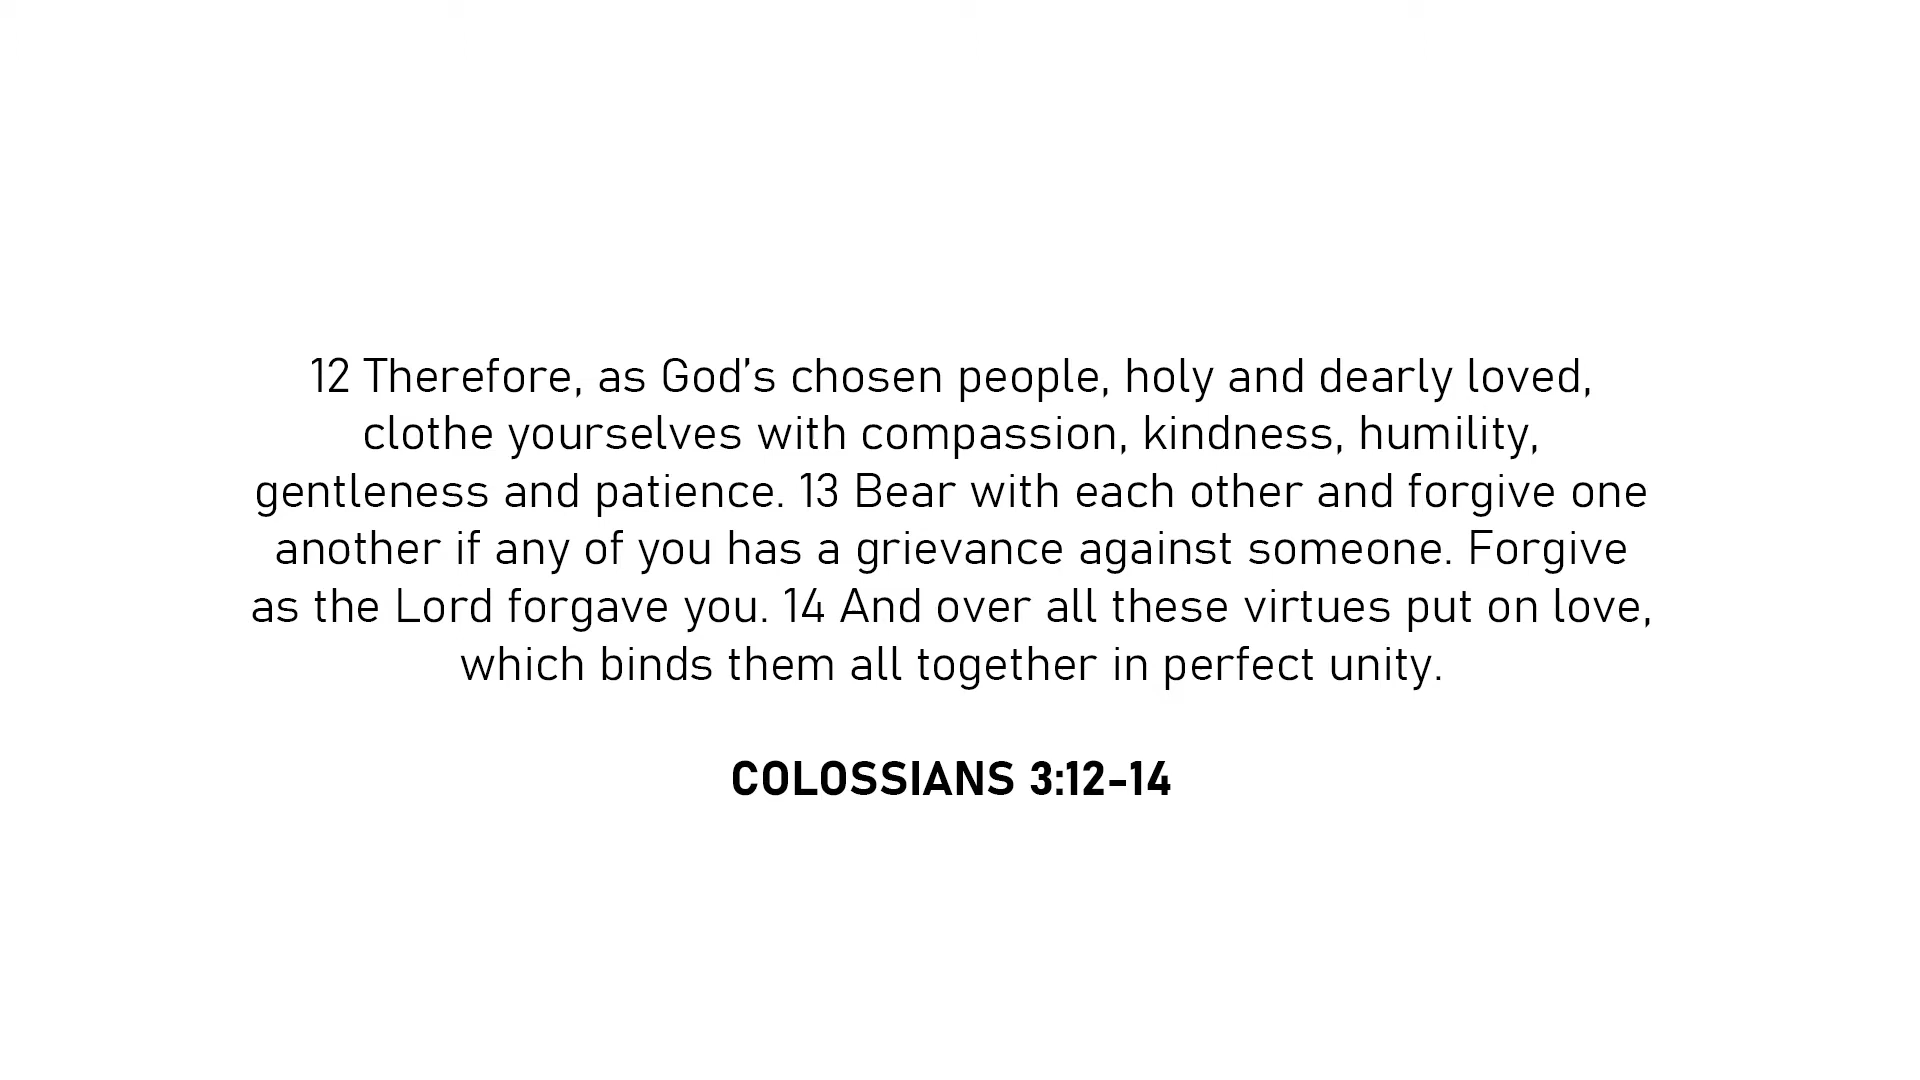 12 Therefore, as God’s chosen people, holy and dearly loved,
clothe yourselves with compassion, kindness, humility,
gentleness and patience. 13 Bear with each other and forgive one
another if any of you has a grievance against someone. Forgive
as the Lord forgave you. 14 And over all these virtues put on love,
which binds them all together in perfect unity.
COLOSSIANS 3:12-14